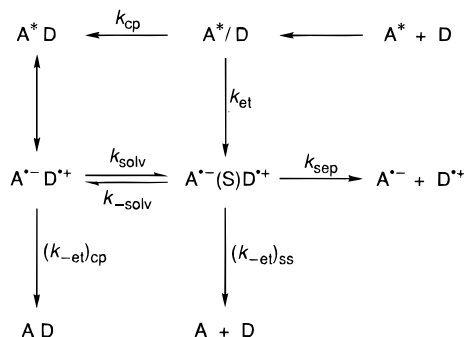 A* D k_cp A*/D A* + D
k_et
A•− D•+ k_solv A•−(S)D•+ k_sep A•− + D•+
k_−solv
(k_−et)_cp (k_−et)_ss
A D A + D